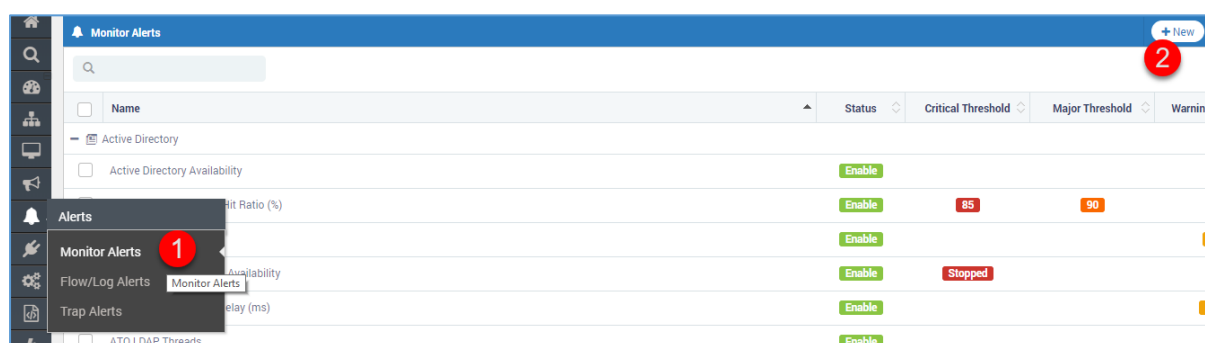 Monitor Alerts
+ New
2
Name
Status
Critical Threshold
Major Threshold
Active Directory
Active Directory Availability
Enable
Hit Ratio (%)
Enable
85
90
Alerts
Monitor Alerts
1
Enable
Availability
Enable
Stopped
Flow/Log Alerts
Monitor Alerts
elay (ms)
Enable
Trap Alerts
ATQ LDAP Threads
Enable